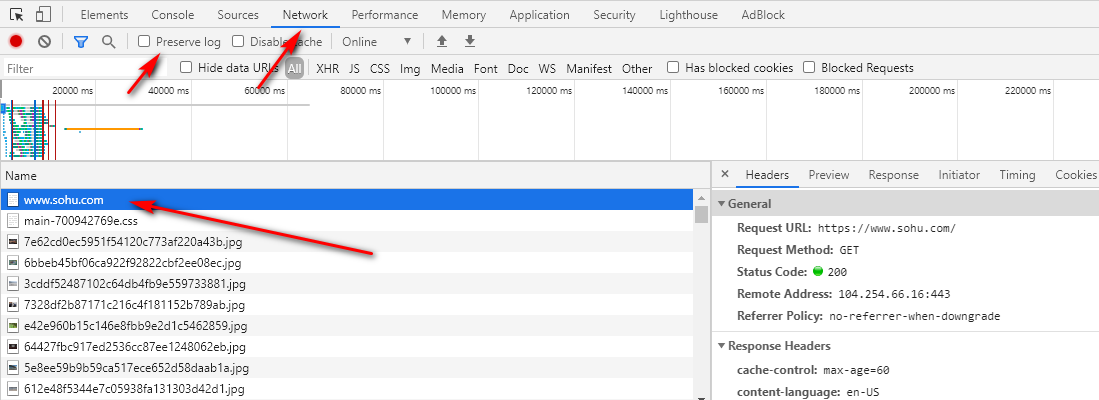 Elements Console Sources Network Performance Memory Application Security Lighthouse AdBlock
Preserve log Disable cache Online
Filter Hide data URLs All XHR JS CSS Img Media Font Doc WS Manifest Other Has blocked cookies Blocked Requests
20000 ms 40000 ms 60000 ms 80000 ms 100000 ms 120000 ms 140000 ms 160000 ms 180000 ms 200000 ms 220000 ms
Name
www.sohu.com
main-700942769e.css
7e62cd0ec5951f54120c773af220a43b.jpg
6bbeb45bf06ca922f92822cbf2ee08ec.jpg
3cddf52487102c64db4fb9e559733881.jpg
7328df2b87171c216c4f181152b789ab.jpg
e42e960b15c146e8fbb9e2d1c5462859.jpg
64427fbc917ed2536cc87ee1248062eb.jpg
5e8ee59b9b59ca517ece652d58daab1a.jpg
612e48f5344e7c05938fa131303d42d1.jpg
Headers Preview Response Initiator Timing Cookies
General
Request URL: https://www.sohu.com/
Request Method: GET
Status Code: 200
Remote Address: 104.254.66.16:443
Referrer Policy: no-referrer-when-downgrade
Response Headers
cache-control: max-age=60
content-language: en-US